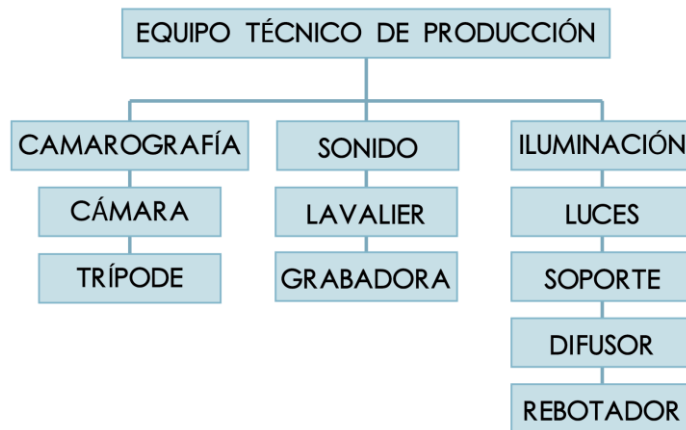 EQUIPO TÉCNICO DE PRODUCCIÓN
CAMAROGRAFÍA
CÁMARA
TRÍPODE
SONIDO
LAVALIER
GRABADORA
ILUMINACIÓN
LUCES
SOPORTE
DIFUSOR
REBOTADOR